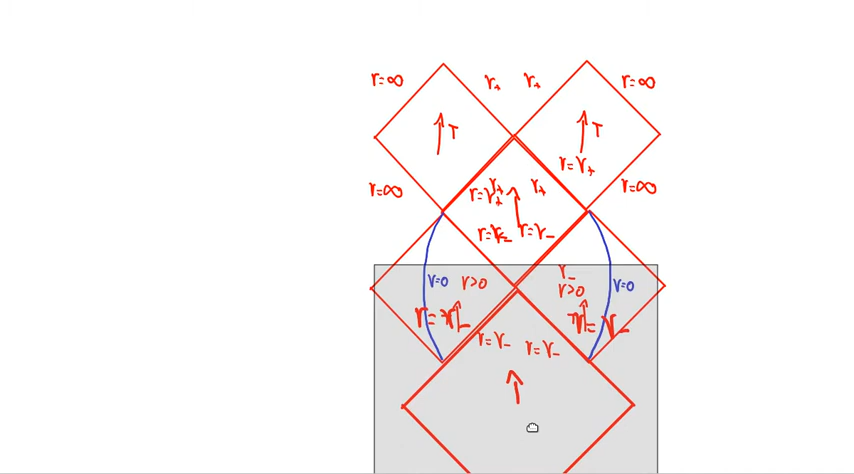 r=∞ r+ r+ r=∞
T T
r=r+
r=∞ r+ r+ r=∞
r=r+
r=r- r=r-
r-
r=0 r>0 r>0 r=0
r=r- r=r-
r=r- r=r-